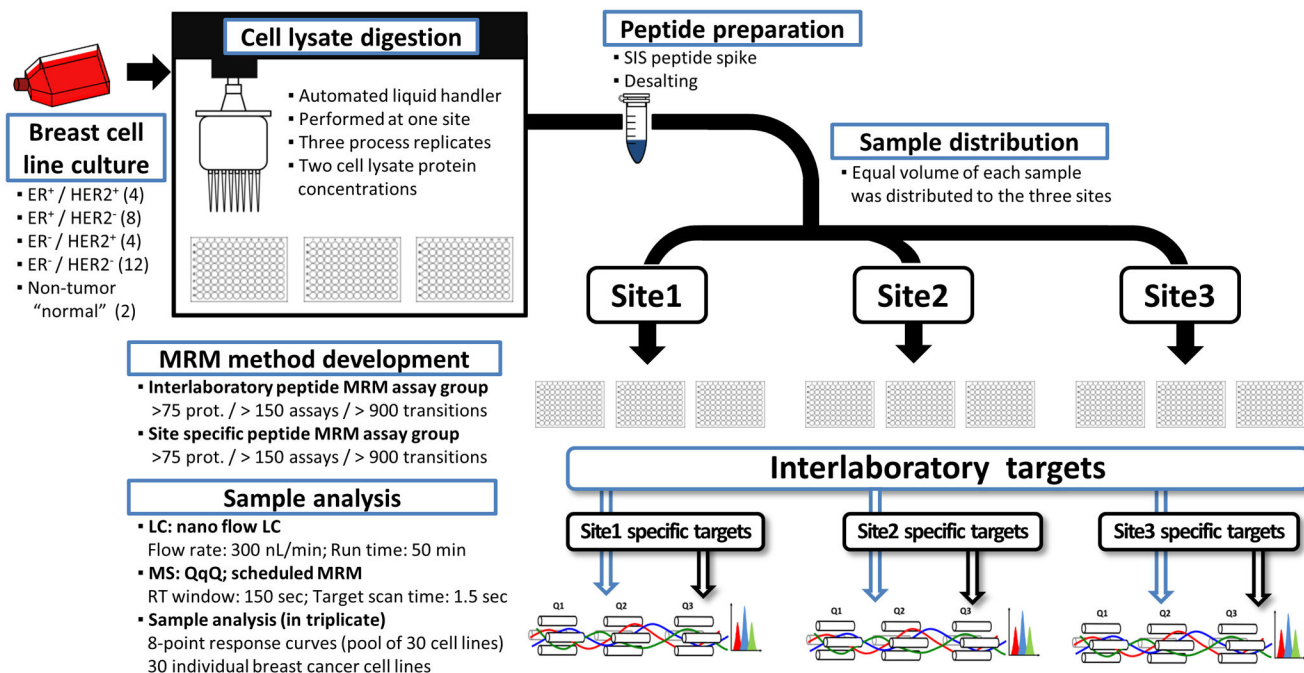 Cell lysate digestion
▪ Automated liquid handler
▪ Performed at one site
▪ Three process replicates
▪ Two cell lysate protein
concentrations
Peptide preparation
▪ SIS peptide spike
▪ Desalting
Breast cell
line culture
▪ ER⁺ / HER2⁺ (4)
▪ ER⁺ / HER2⁻ (8)
▪ ER⁻ / HER2⁺ (4)
▪ ER⁻ / HER2⁻ (12)
▪ Non-tumor
“normal” (2)
Sample distribution
▪ Equal volume of each sample
was distributed to the three sites
Site1
Site2
Site3
MRM method development
▪ Interlaboratory peptide MRM assay group
>75 prot. / > 150 assays / > 900 transitions
▪ Site specific peptide MRM assay group
>75 prot. / > 150 assays / > 900 transitions
Sample analysis
▪ LC: nano flow LC
Flow rate: 300 nL/min; Run time: 50 min
▪ MS: QqQ; scheduled MRM
RT window: 150 sec; Target scan time: 1.5 sec
▪ Sample analysis (in triplicate)
8-point response curves (pool of 30 cell lines)
30 individual breast cancer cell lines
Interlaboratory targets
Site1 specific targets
Site2 specific targets
Site3 specific targets
Q1 Q2 Q3
Q1 Q2 Q3
Q1 Q2 Q3